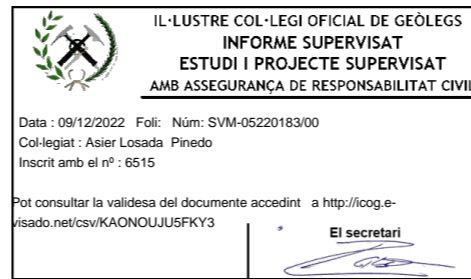 IL·LUSTRE COL·LEGI OFICIAL DE GEÒLEGS
INFORME SUPERVISAT
ESTUDI I PROJECTE SUPERVISAT
AMB ASSEGURANÇA DE RESPONSABILITAT CIVIL
Data : 09/12/2022 Foli: Núm: SVM-05220183/00
Col·legiat : Asier Losada Pinedo
Inscrit amb el nº : 6515
Pot consultar la validesa del documente accedint a http://icog.e-
visado.net/csv/KAONOUJU5FKY3
El secretari